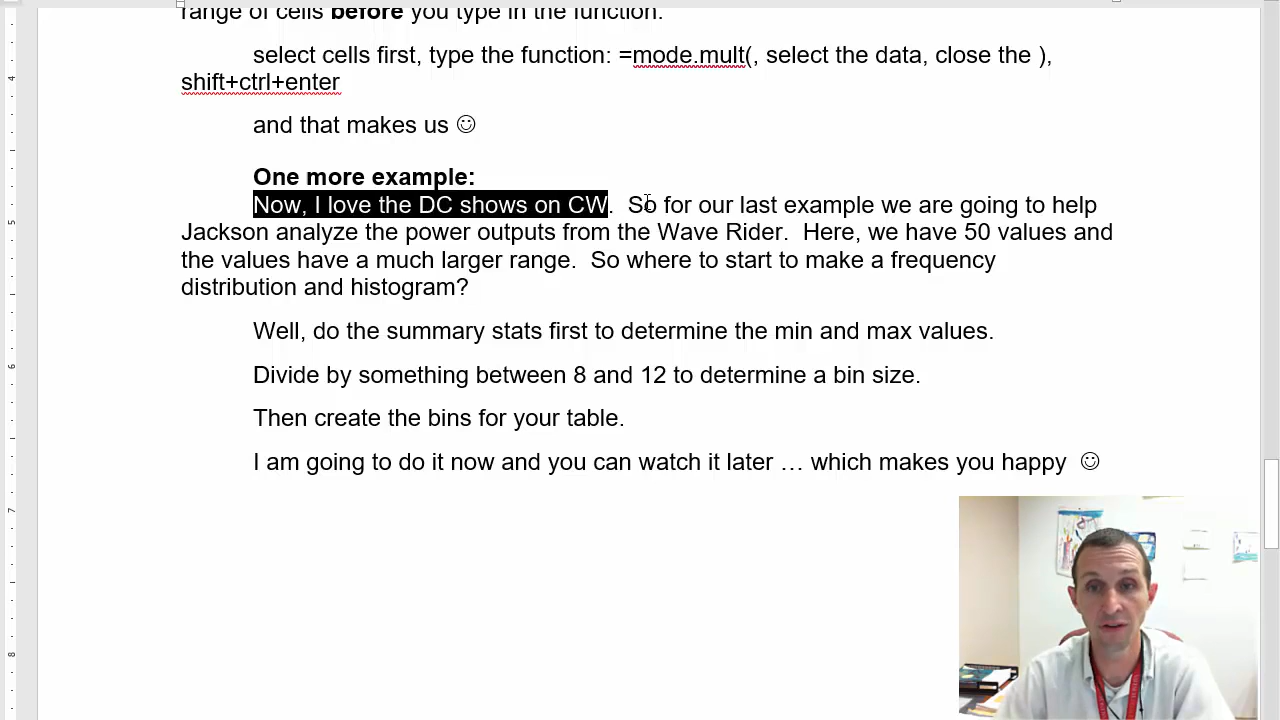 range of cells before you type in the function.
select cells first, type the function: =mode.mult(, select the data, close the ),
shift+ctrl+enter
and that makes us ☺
One more example:
Now, I love the DC shows on CW. So for our last example we are going to help
Jackson analyze the power outputs from the Wave Rider. Here, we have 50 values and
the values have a much larger range. So where to start to make a frequency
distribution and histogram?
Well, do the summary stats first to determine the min and max values.
Divide by something between 8 and 12 to determine a bin size.
Then create the bins for your table.
I am going to do it now and you can watch it later … which makes you happy ☺
4
5
6
7
8